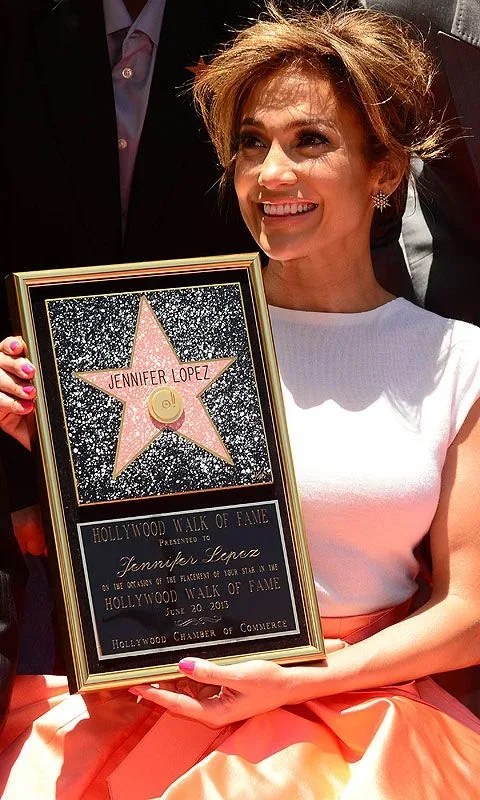 JENNIFER LOPEZ
HOLLYWOOD WALK OF FAME
PRESENTED TO
Jennifer Lopez
ON THE OCCASION OF THE PLACEMENT OF YOUR STAR IN THE
HOLLYWOOD WALK OF FAME
JUNE 20, 2013
HOLLYWOOD CHAMBER OF COMMERCE